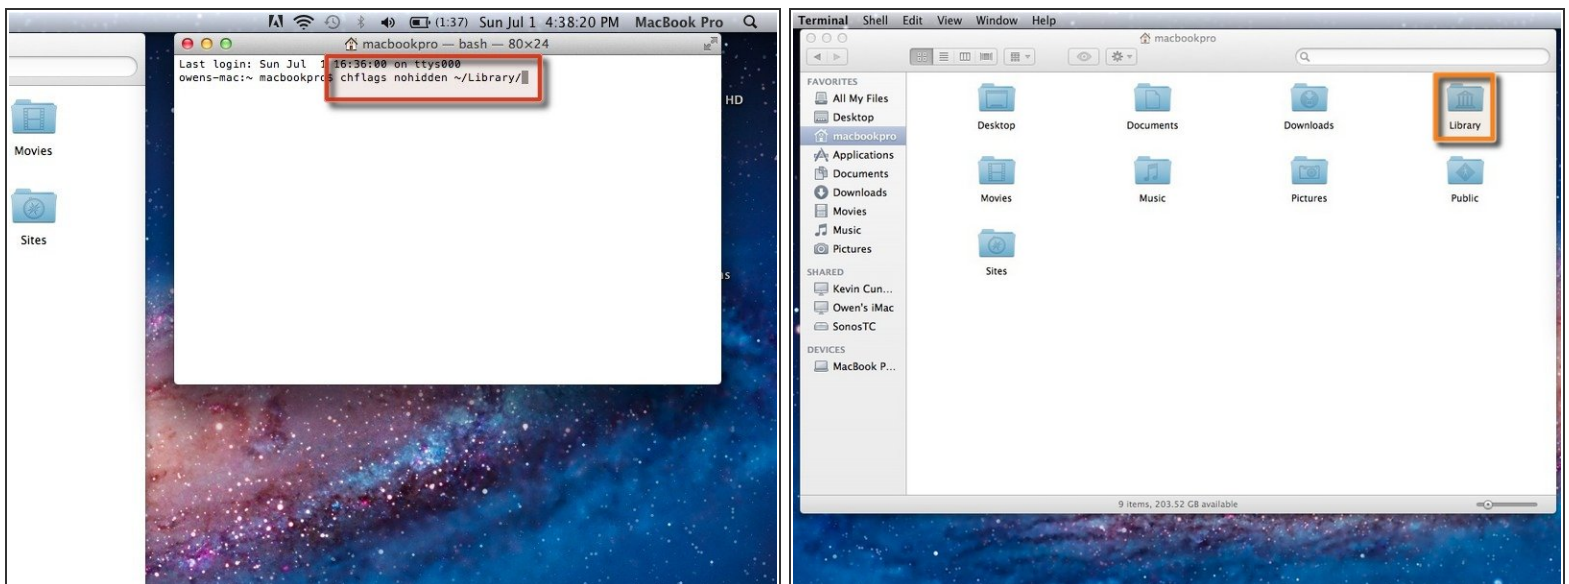 (1:37) Sun Jul 1 4:38:20 PM MacBook Pro
macbookpro — bash — 80×24
Last login: Sun Jul 1 16:36:00 on ttys000
owens-mac:~ macbookpro$ chflags nohidden ~/Library/
HD
Movies
Sites
Terminal Shell Edit View Window Help
macbookpro
FAVORITES
All My Files
Desktop
macbookpro
Applications
Documents
Downloads
Movies
Music
Pictures
SHARED
Kevin Cun...
Owen's iMac
SonosTC
DEVICES
MacBook P...
Desktop Documents Downloads Library
Movies Music Pictures Public
Sites
9 items, 203.52 GB available